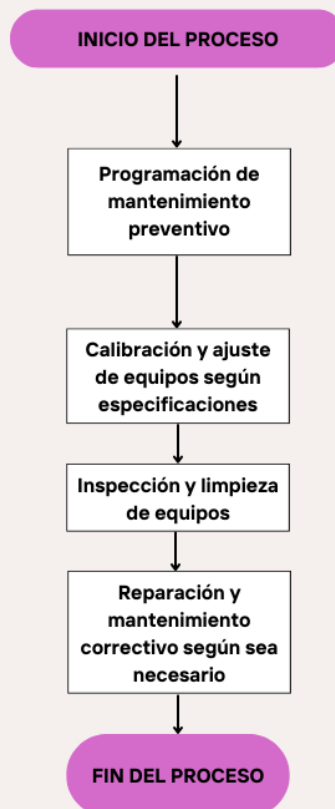 INICIO DEL PROCESO
Programación de
mantenimiento
preventivo
Calibración y ajuste
de equipos según
especificaciones
Inspección y limpieza
de equipos
Reparación y
mantenimiento
correctivo según sea
necesario
FIN DEL PROCESO